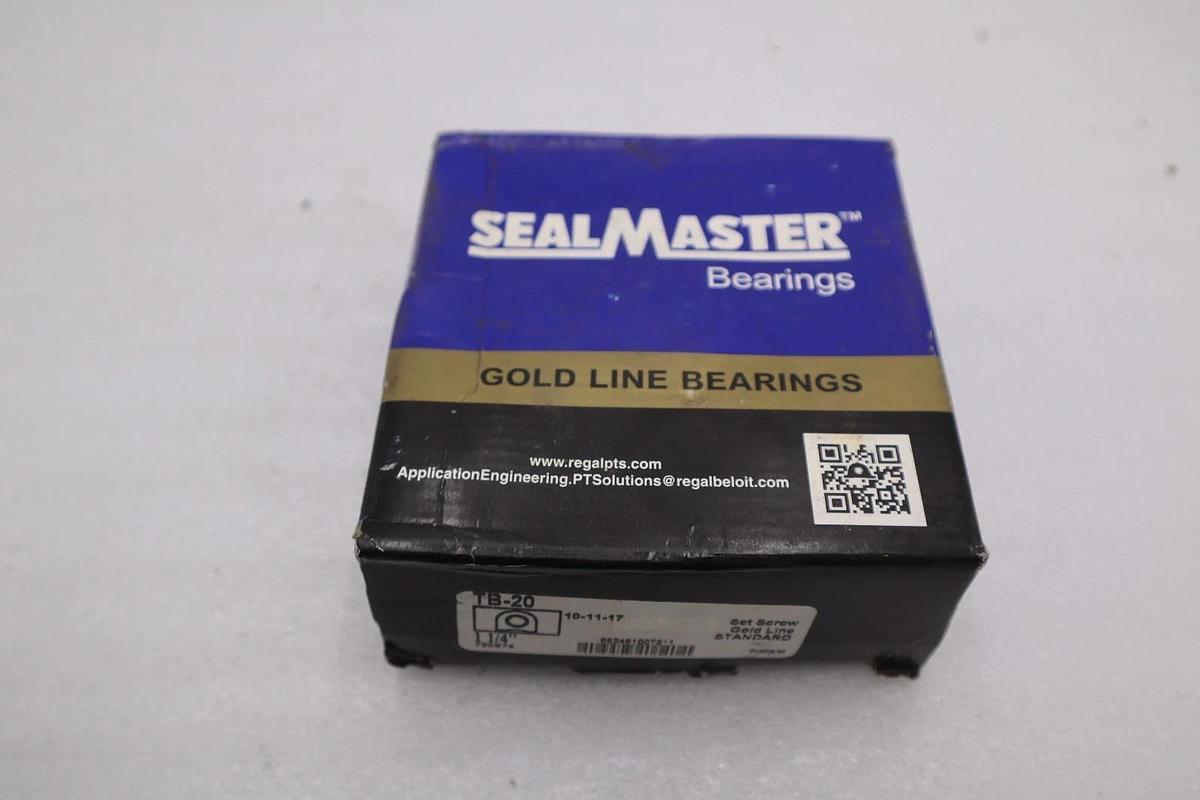 SEALMASTER™
Bearings
GOLD LINE BEARINGS
www.regalpts.com
ApplicationEngineering.PTSolutions@regalbeloit.com
TB-20
10-11-17
1 1/4"
Set Screw
Gold Line
STANDARD